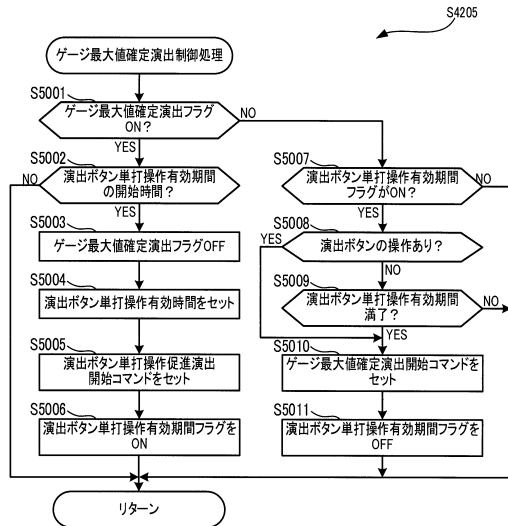 S4205
ゲージ最大値確定演出制御処理
S5001
ゲージ最大値確定演出フラグ
ON?
NO
YES
S5002
NO
演出ボタン単打操作有効期間
の開始時間?
YES
S5003
ゲージ最大値確定演出フラグOFF
S5004
演出ボタン単打操作有効時間をセット
S5005
演出ボタン単打操作促進演出
開始コマンドをセット
S5006
演出ボタン単打操作有効期間フラグを
ON
S5007
演出ボタン単打操作有効期間
フラグがON?
NO
YES
S5008
YES
演出ボタンの操作あり?
NO
S5009
演出ボタン単打操作有効期間
満了?
NO
YES
S5010
ゲージ最大値確定演出開始コマンドを
セット
S5011
演出ボタン単打操作有効期間フラグを
OFF
リターン